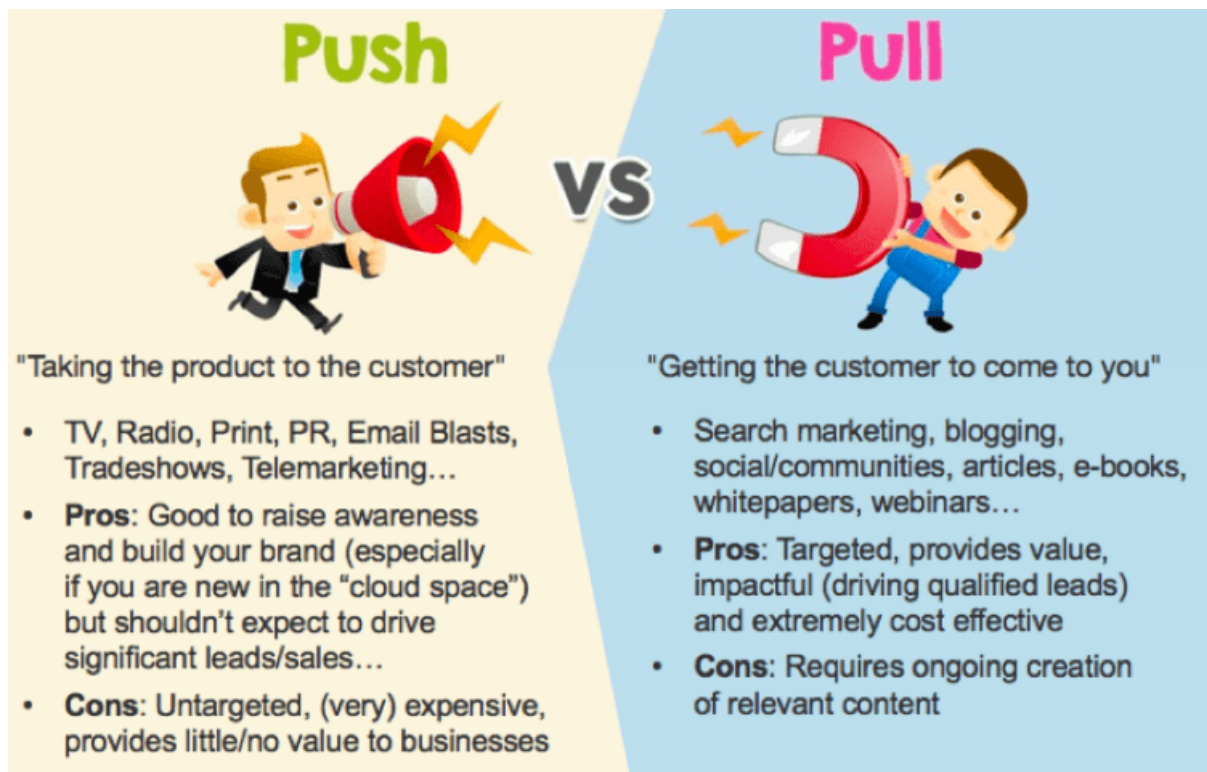 Push
vs
Pull
"Taking the product to the customer"
• TV, Radio, Print, PR, Email Blasts,
Tradeshows, Telemarketing…
• Pros: Good to raise awareness
and build your brand (especially
if you are new in the “cloud space”)
but shouldn’t expect to drive
significant leads/sales…
• Cons: Untargeted, (very) expensive,
provides little/no value to businesses
"Getting the customer to come to you"
• Search marketing, blogging,
social/communities, articles, e-books,
whitepapers, webinars…
• Pros: Targeted, provides value,
impactful (driving qualified leads)
and extremely cost effective
• Cons: Requires ongoing creation
of relevant content